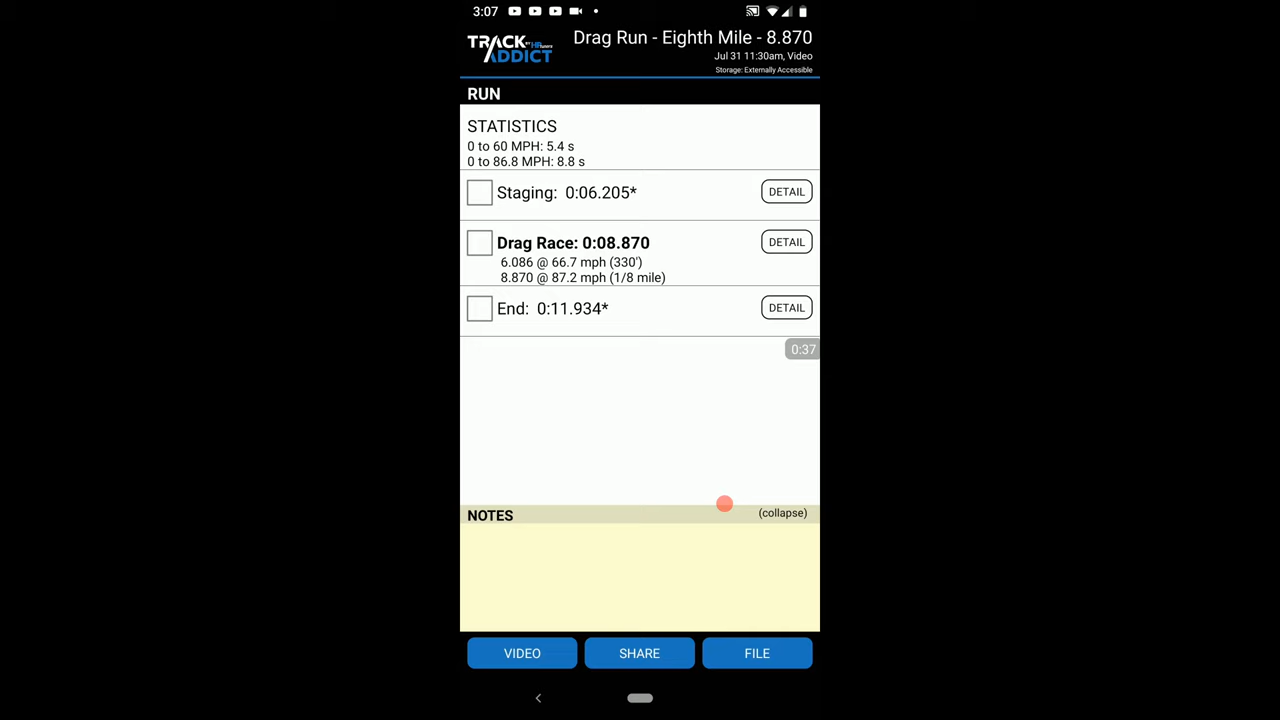 3:07
TRACK BY HP Tuners
ADDICT
Drag Run - Eighth Mile - 8.870
Jul 31 11:30am, Video
Storage: Externally Accessible
RUN
STATISTICS
0 to 60 MPH: 5.4 s
0 to 86.8 MPH: 8.8 s
Staging: 0:06.205* DETAIL
Drag Race: 0:08.870 DETAIL
6.086 @ 66.7 mph (330')
8.870 @ 87.2 mph (1/8 mile)
End: 0:11.934* DETAIL
0:37
NOTES (collapse)
VIDEO SHARE FILE